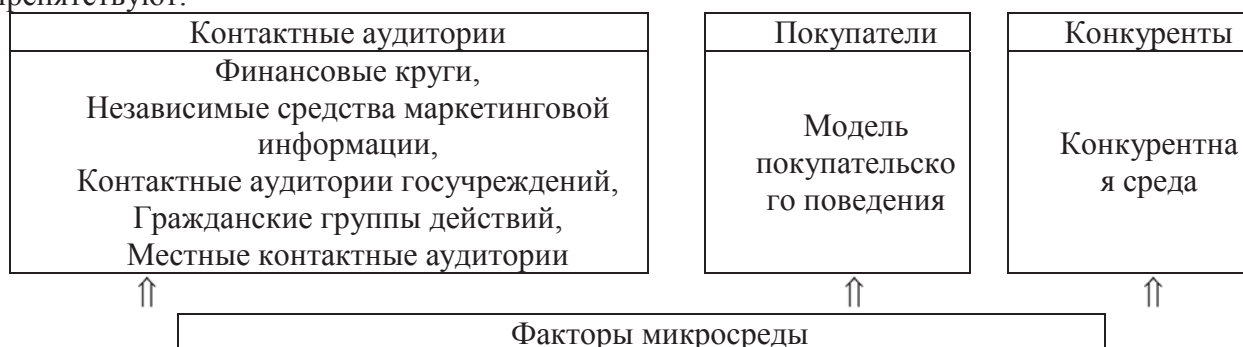 Контактные аудитории
Финансовые круги,
Независимые средства маркетинговой
информации,
Контактные аудитории госучреждений,
Гражданские группы действий,
Местные контактные аудитории
Покупатели
Модель
покупательско
го поведения
Конкуренты
Конкурентна
я среда
⇑ ⇑ ⇑
Факторы микросреды